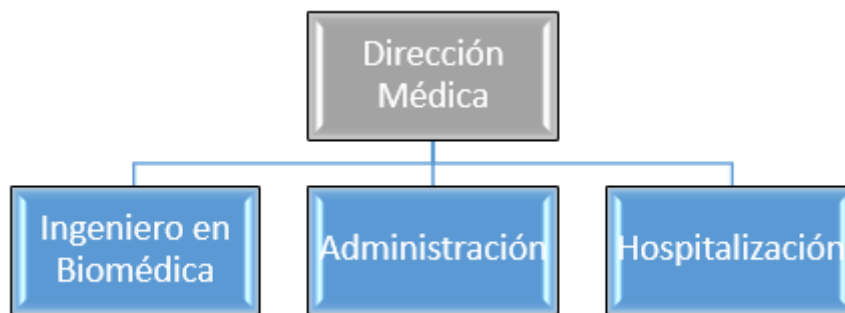 Dirección
Médica
Ingeniero en
Biomédica
Administración
Hospitalización